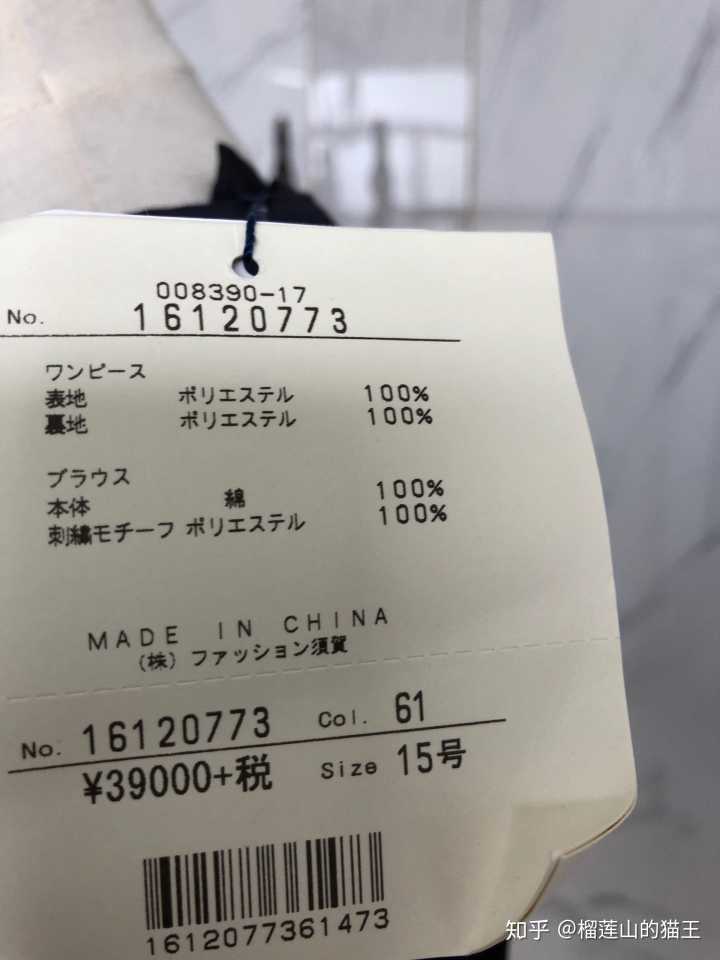 008390-17
No. 16120773
ワンピース
表地 ポリエステル 100%
裏地 ポリエステル 100%
ブラウス
本体 綿 100%
刺繍モチーフ ポリエステル 100%
MADE IN CHINA
(株) ファッション須賀
No. 16120773 Col. 61
¥39000+税 Size 15号
1612077361473
知乎 @榴莲山的猫王